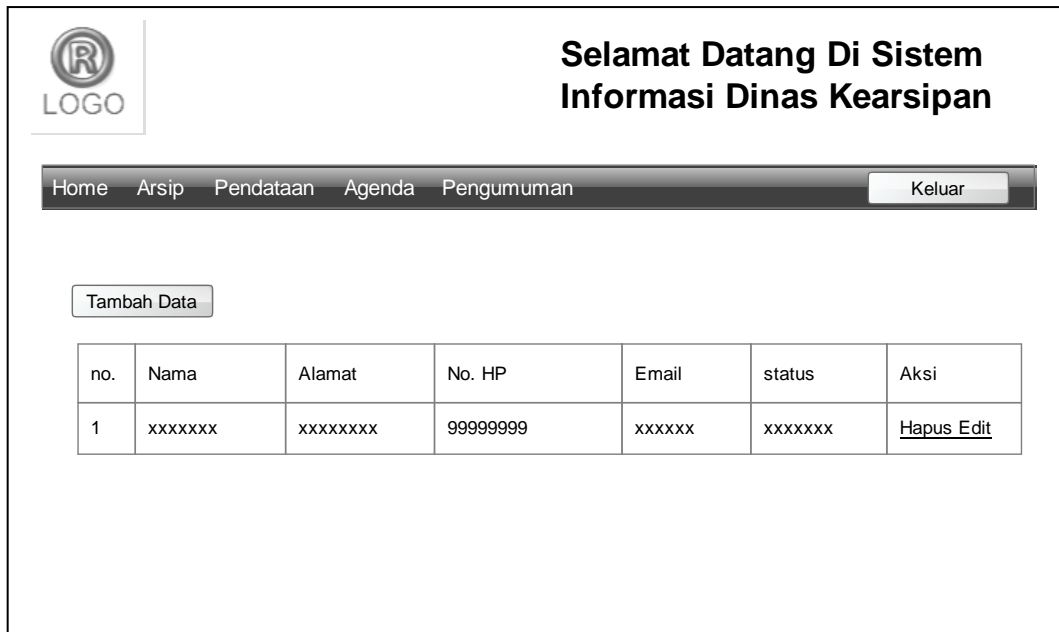 R
LOGO
Selamat Datang Di Sistem
Informasi Dinas Kearsipan
Home Arsip Pendataan Agenda Pengumuman Keluar
Tambah Data
no. Nama Alamat No. HP Email status Aksi
1 xxxxxxx xxxxxxxx 99999999 xxxxxx xxxxxxx Hapus Edit